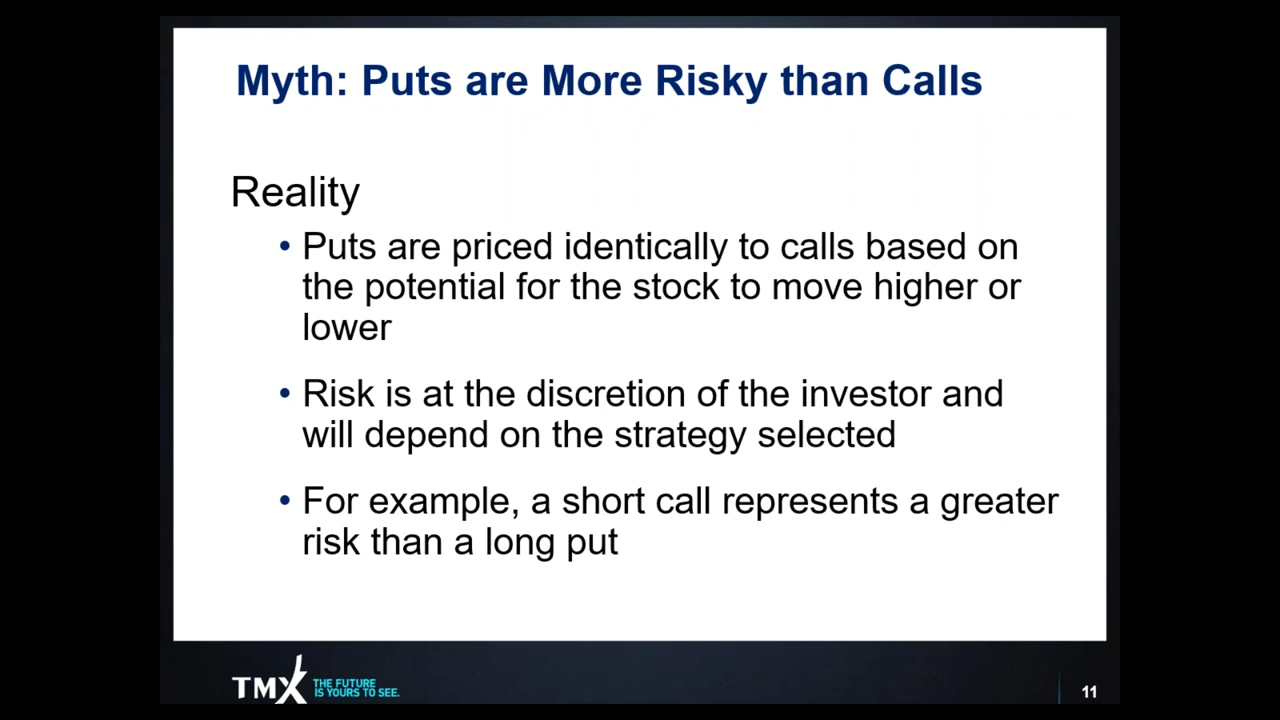 Myth: Puts are More Risky than Calls
Reality
• Puts are priced identically to calls based on
the potential for the stock to move higher or
lower
• Risk is at the discretion of the investor and
will depend on the strategy selected
• For example, a short call represents a greater
risk than a long put
TMX THE FUTURE
IS YOURS TO SEE.
11